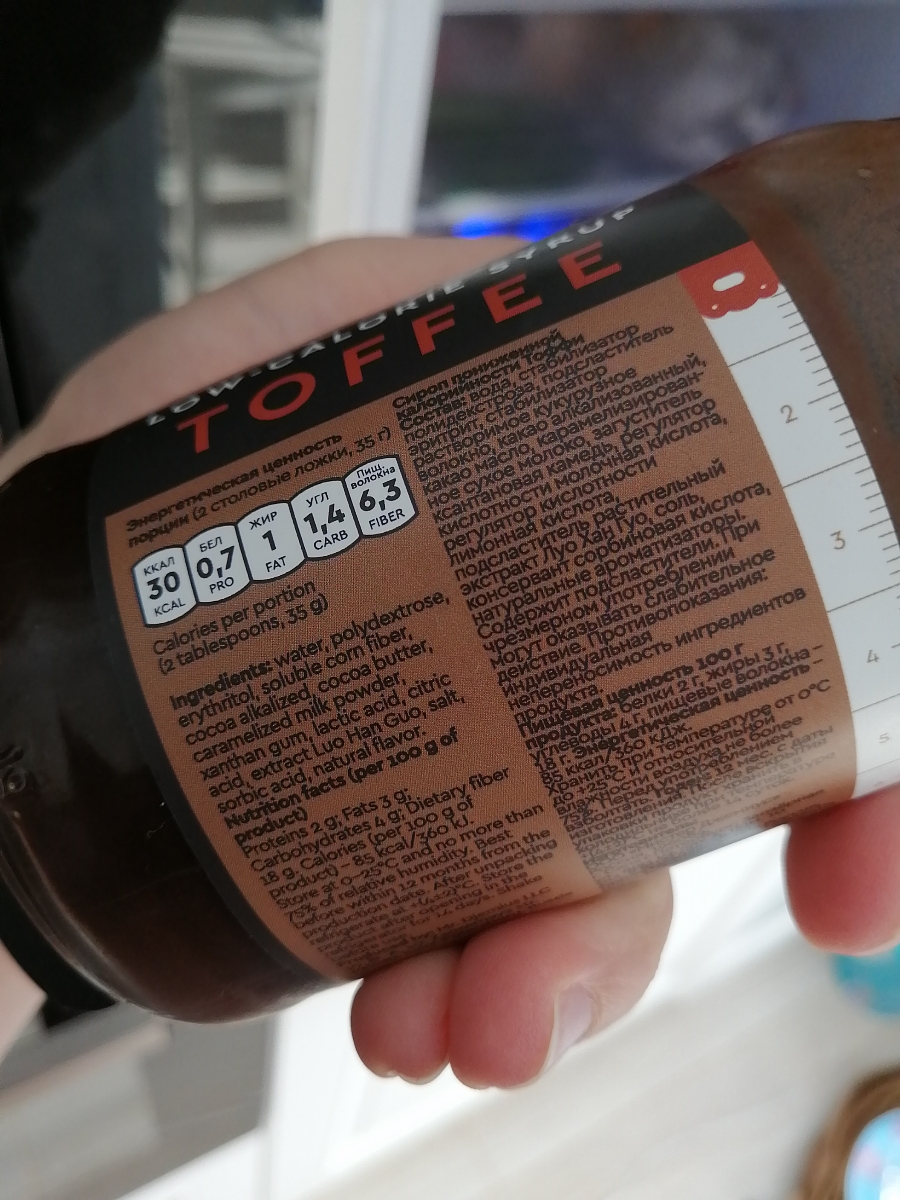 LOW-CALORIE SYRUP
TOFFEE
Энергетическая ценность
порции (2 столовые ложки, 35 г)
ККАЛ
30
KCAL
БЕЛ
0,7
PRO
ЖИР
1
FAT
УГЛ
1,4
CARB
Пищ.
волокна
6,3
FIBER
Calories per portion
(2 tablespoons, 35 g)
Ingredients: water, polydextrose,
erythritol, soluble corn fiber,
cocoa alkalized, cocoa butter,
caramelized milk powder,
xanthan gum, lactic acid, citric
acid, extract Luo Han Guo, salt,
sorbic acid, natural flavor.
Nutrition facts (per 100 g of
product)
Proteins 2 g; Fats 3 g;
Carbohydrates 4 g; Dietary fiber
18 g. Calories (per 100 g of
product) – 85 kcal/360 kJ.
Store at 0–25°C and no more than
75% of relative humidity. Best
before within 12 months from the
production date. After unpacking
Сироп пониженной
калорийности Тоффи
Состав: вода, стабилизатор
полидекстроза, подсластитель
эритрит, стабилизатор
растворимое кукурузное
волокно, какао алкализованный,
какао масло, карамелизирован-
ное сухое молоко, загуститель
ксантановая камедь, регулятор
кислотности молочная кислота,
регулятор кислотности
лимонная кислота,
подсластитель растительный
экстракт Луо Хан Гуо, соль,
консервант сорбиновая кислота,
натуральные ароматизаторы.
Содержит подсластители. При
чрезмерном употреблении
могут оказывать слабительное
действие. Противопоказания:
индивидуальная
непереносимость ингредиентов
продукта.
Пищевая ценность 100 г
продукта: белки 2 г, жиры 3 г,
углеводы 4 г, пищевые волокна –
18 г. Энергетическая ценность –
85 ккал/360 кДж.
Хранить при температуре от 0°С
до +25°С и относительной
2
3
4
5